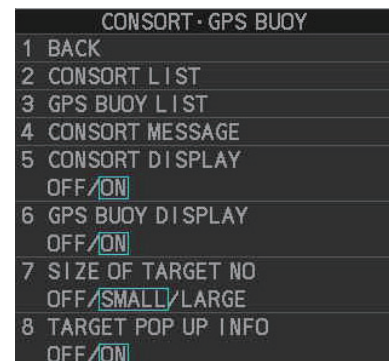 CONSORT・GPS BUOY
1 BACK
2 CONSORT LIST
3 GPS BUOY LIST
4 CONSORT MESSAGE
5 CONSORT DISPLAY
OFF/ON
6 GPS BUOY DISPLAY
OFF/ON
7 SIZE OF TARGET NO
OFF/SMALL/LARGE
8 TARGET POP UP INFO
OFF/ON